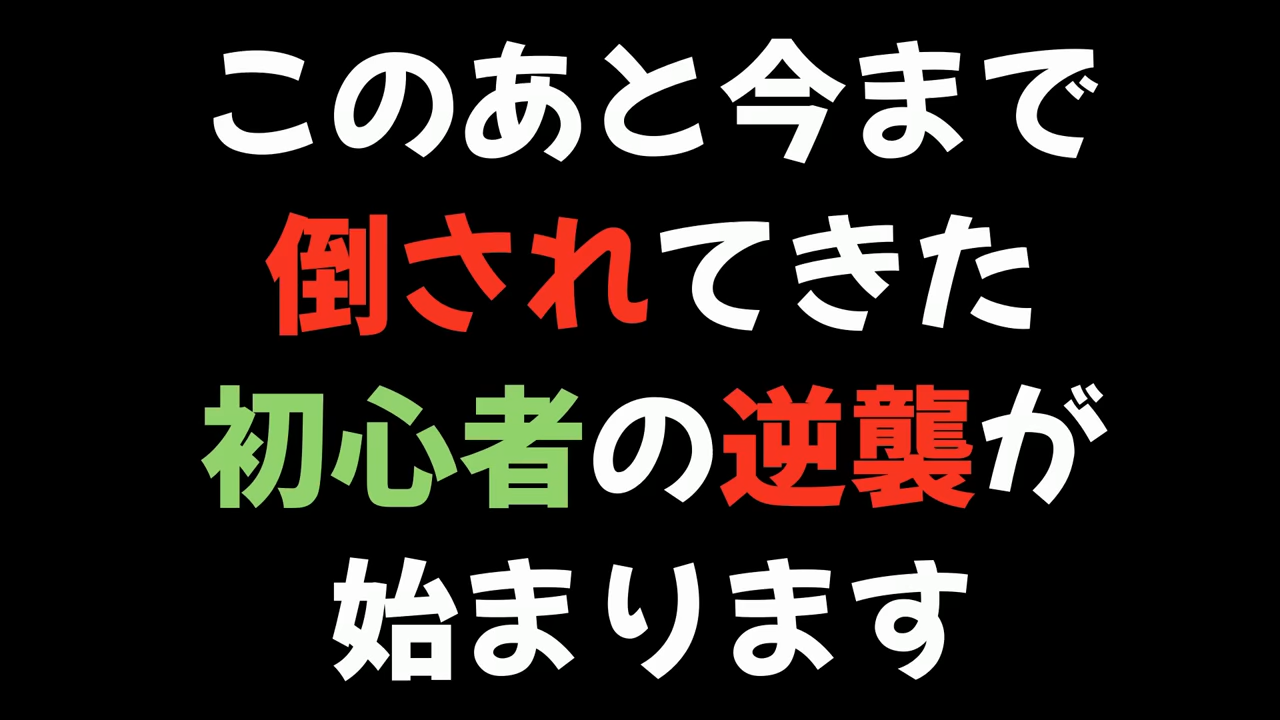 このあと今まで
倒されてきた
初心者の逆襲が
始まります